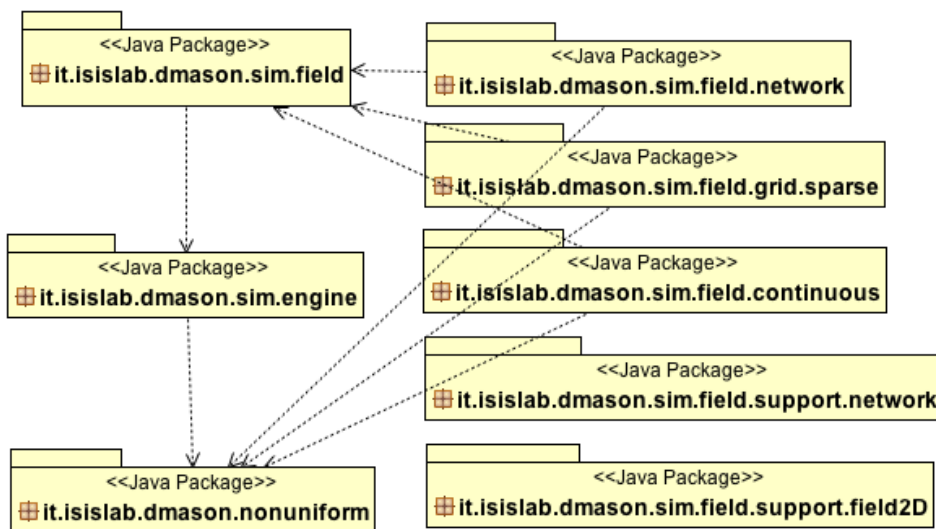 <<Java Package>>
it.isislab.dmason.sim.field
<<Java Package>>
it.isislab.dmason.sim.field.network
<<Java Package>>
it.isislab.dmason.sim.field.grid.sparse
<<Java Package>>
it.isislab.dmason.sim.engine
<<Java Package>>
it.isislab.dmason.sim.field.continuous
<<Java Package>>
it.isislab.dmason.sim.field.support.network
<<Java Package>>
it.isislab.dmason.nonuniform
<<Java Package>>
it.isislab.dmason.sim.field.support.field2D